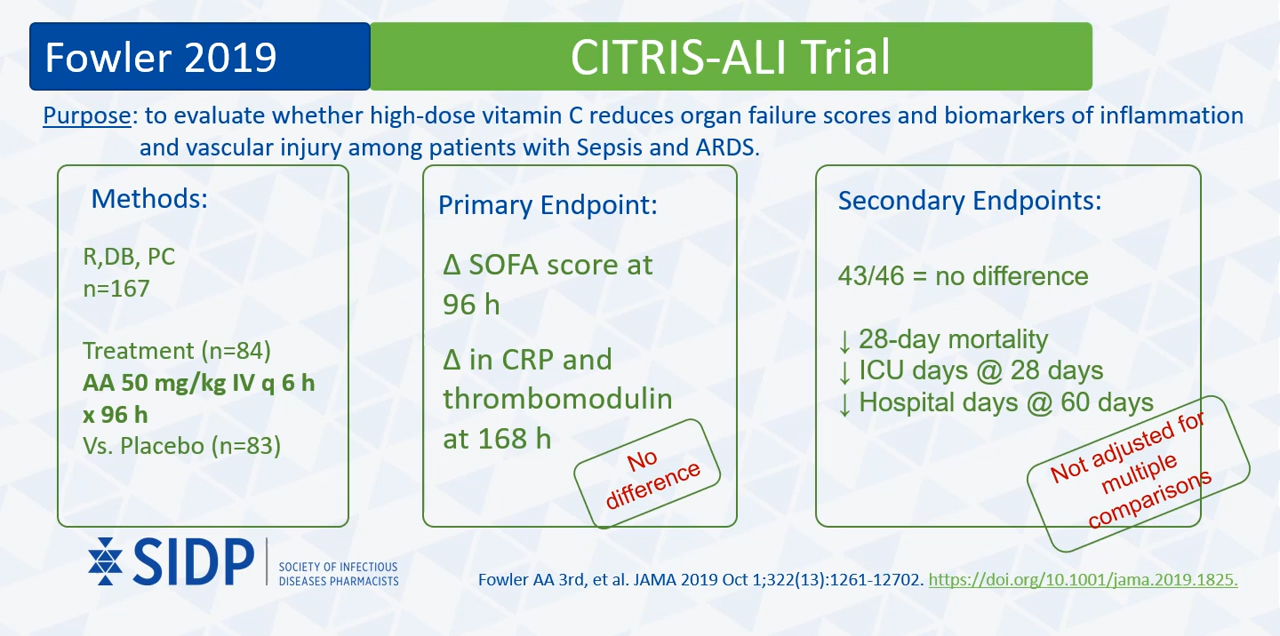 Fowler 2019
CITRIS-ALI Trial
Purpose: to evaluate whether high-dose vitamin C reduces organ failure scores and biomarkers of inflammation
and vascular injury among patients with Sepsis and ARDS.
Methods:
R,DB, PC
n=167
Treatment (n=84)
AA 50 mg/kg IV q 6 h
x 96 h
Vs. Placebo (n=83)
Primary Endpoint:
Δ SOFA score at
96 h
Δ in CRP and
thrombomodulin
at 168 h
No
difference
Secondary Endpoints:
43/46 = no difference
↓ 28-day mortality
↓ ICU days @ 28 days
↓ Hospital days @ 60 days
Not adjusted for
multiple
comparisons
SIDP
SOCIETY OF INFECTIOUS
DISEASES PHARMACISTS
Fowler AA 3rd, et al. JAMA 2019 Oct 1;322(13):1261-12702. https://doi.org/10.1001/jama.2019.1825.